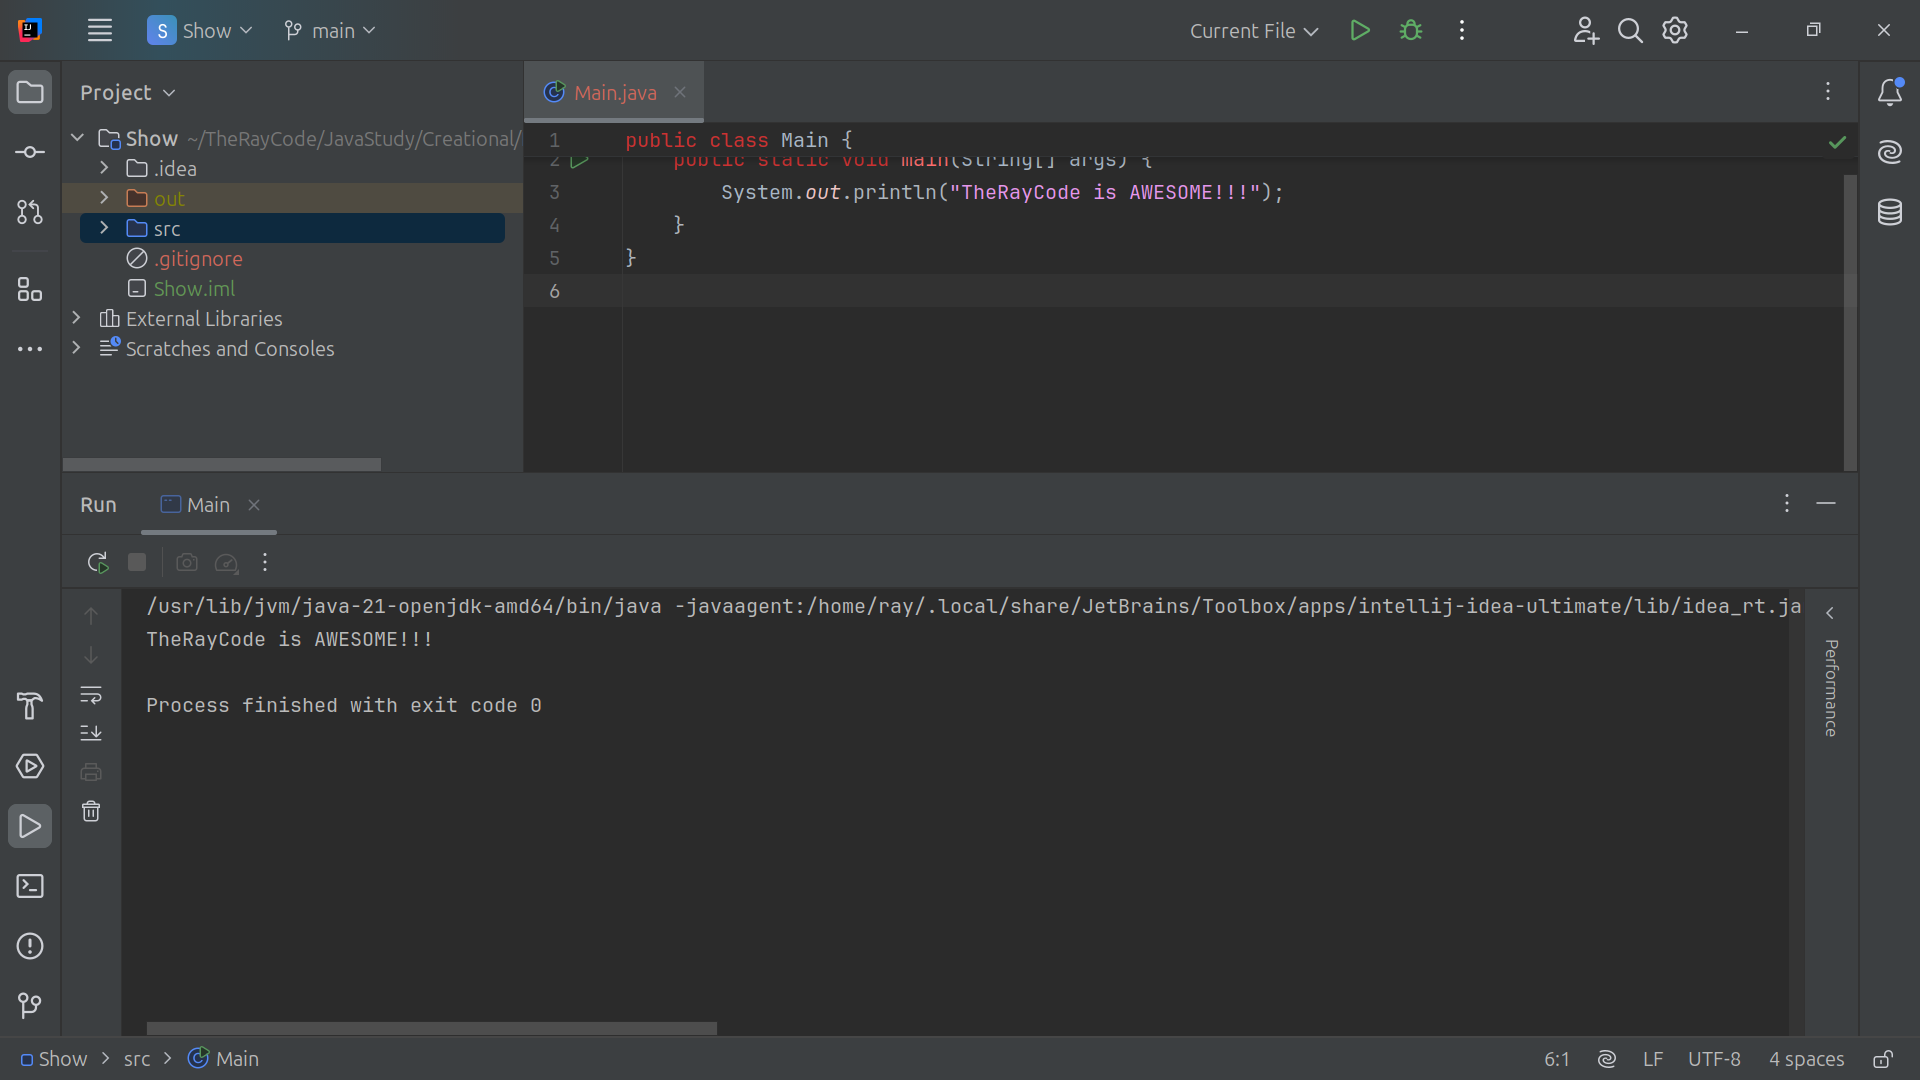 S Show
main
Current File
Project
Main.java
Show ~/TheRayCode/JavaStudy/Creational/
.idea
out
src
.gitignore
Show.iml
External Libraries
Scratches and Consoles
1 public class Main {
2 public static void main(String[] args) {
3 System.out.println("TheRayCode is AWESOME!!!");
4 }
5 }
6
Run Main
/usr/lib/jvm/java-21-openjdk-amd64/bin/java -javaagent:/home/ray/.local/share/JetBrains/Toolbox/apps/intellij-idea-ultimate/lib/idea_rt.ja
TheRayCode is AWESOME!!!
Process finished with exit code 0
Performance
Show > src > Main
6:1 LF UTF-8 4 spaces